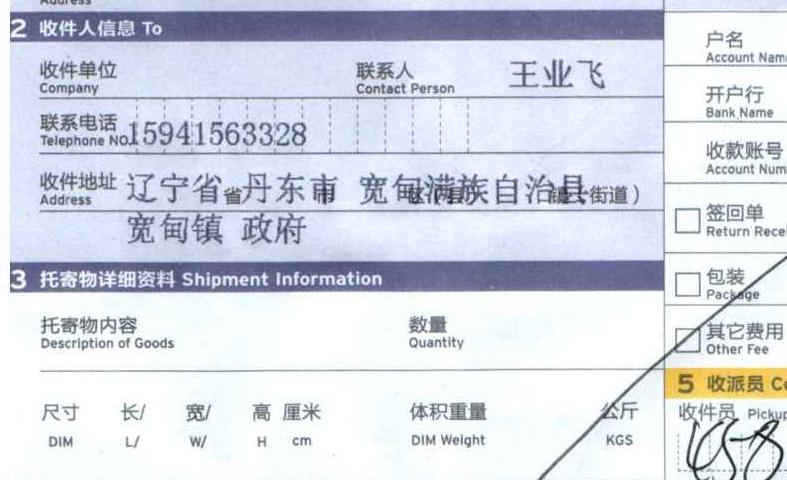 Address
2 收件人信息 To
收件单位 联系人 王业飞
Company Contact Person
联系电话 15941563328
Telephone NO.
收件地址 辽宁省 省 丹东市 宽甸满族自治县 街道）
Address
宽甸镇 政府
3 托寄物详细资料 Shipment Information
托寄物内容 数量
Description of Goods Quantity
尺寸 长/ 宽/ 高 厘米 体积重量 公斤
DIM L/ W/ H cm DIM Weight KGS
户名
Account Name
开户行
Bank Name
收款账号
Account Num
签回单
Return Recei
包装
Package
其它费用
Other Fee
5 收派员 Co
收件员 Pickup
458